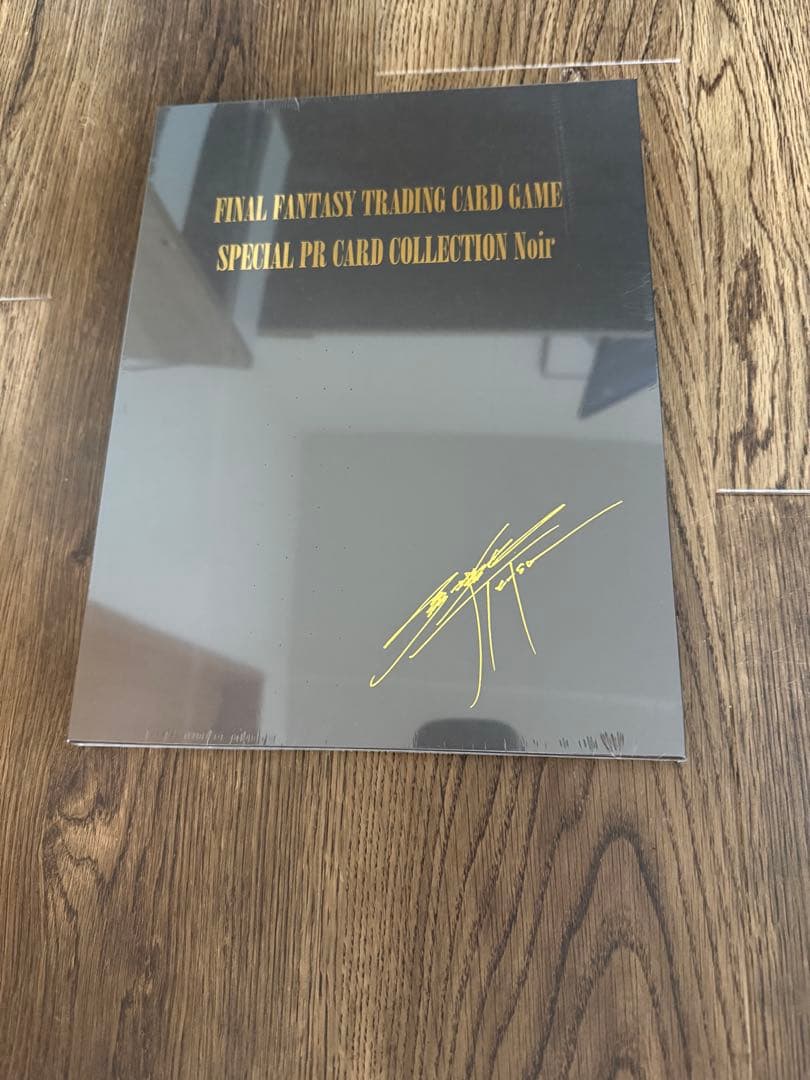 FINAL FANTASY TRADING CARD GAME
SPECIAL PR CARD COLLECTION Noir